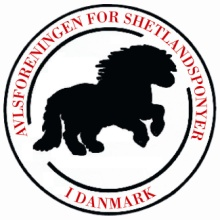 AVLSFORENINGEN FOR SHETLANDSPONYER
I DANMARK